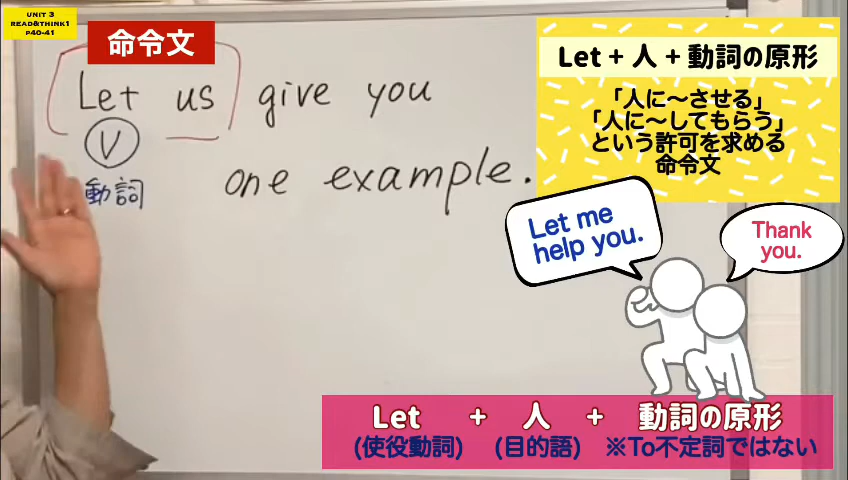 UNIT 3
READ&THINK1
P40-41
命令文
Let us give you
V
動詞
one example.
Let + 人 + 動詞の原形
「人に～させる」
「人に～してもらう」
という許可を求める
命令文
Let me
help you.
Thank
you.
Let + 人 + 動詞の原形
(使役動詞) (目的語) ※To不定詞ではない